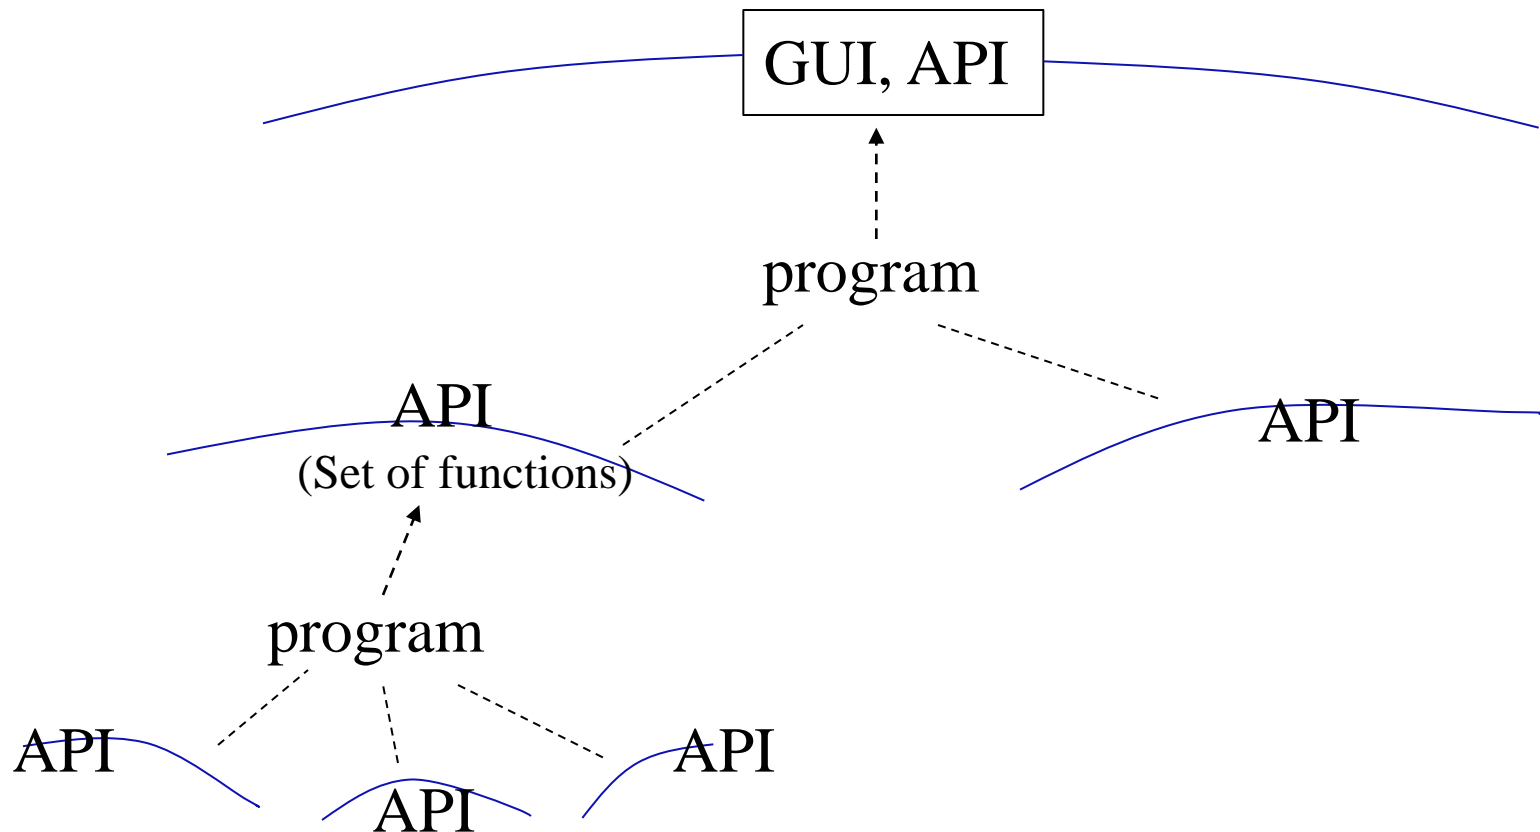 GUI, API
program
API
(Set of functions)
API
program
API
API
API